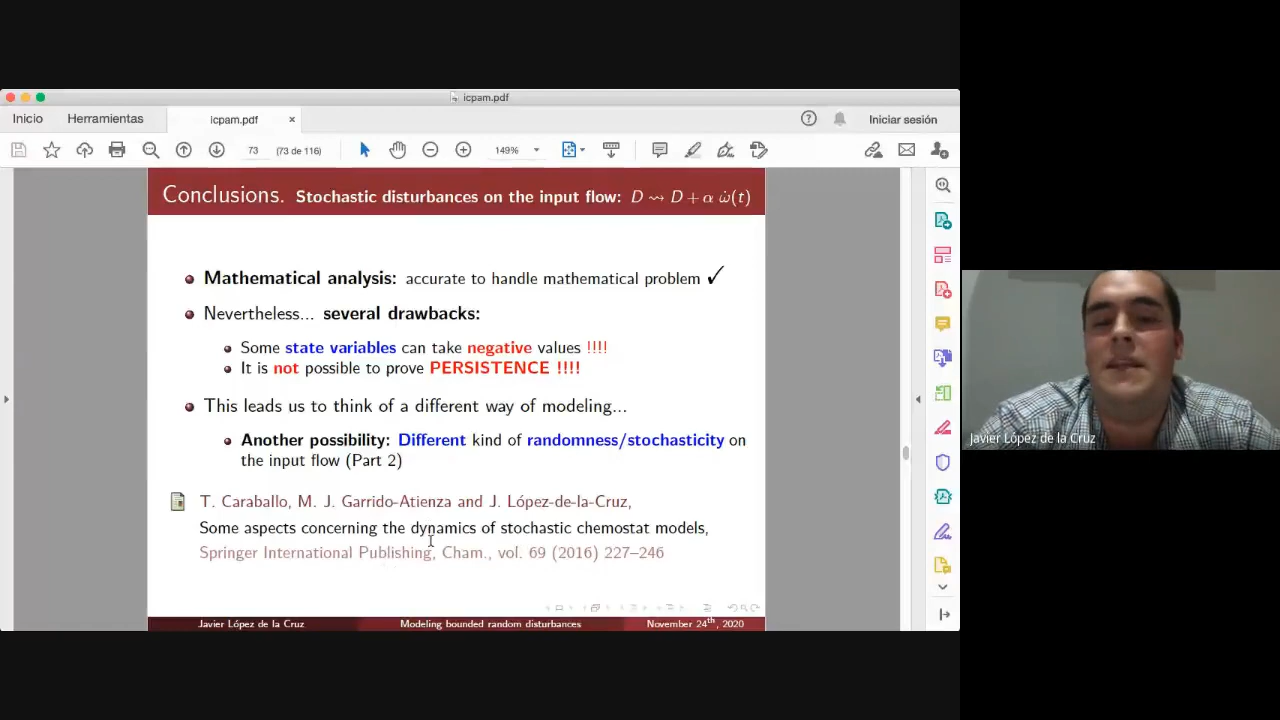 icpam.pdf
Inicio Herramientas icpam.pdf × Iniciar sesión
73 (73 de 116) 149%
Conclusions. Stochastic disturbances on the input flow: D ⇝ D + α ω̇(t)
Mathematical analysis: accurate to handle mathematical problem ✓
Nevertheless... several drawbacks:
Some state variables can take negative values !!!!
It is not possible to prove PERSISTENCE !!!!
This leads us to think of a different way of modeling...
Another possibility: Different kind of randomness/stochasticity on
the input flow (Part 2)
T. Caraballo, M. J. Garrido-Atienza and J. López-de-la-Cruz,
Some aspects concerning the dynamics of stochastic chemostat models,
Springer International Publishing, Cham., vol. 69 (2016) 227–246
Javier López de la Cruz Modeling bounded random disturbances November 24th, 2020
Javier López de la Cruz